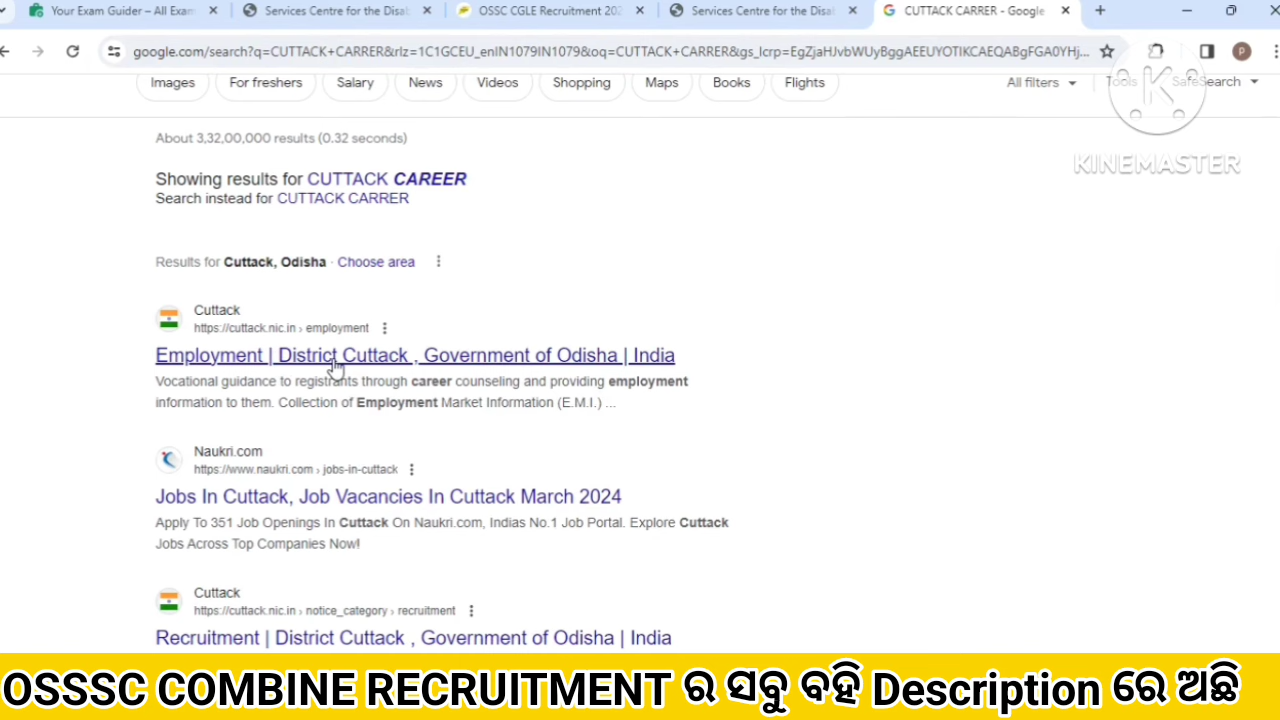 Your Exam Guider – All Exam
Services Centre for the Disab
OSSC CGLE Recruitment 202
Services Centre for the Disab
CUTTACK CARRER - Google
google.com/search?q=CUTTACK+CARRER&rlz=1C1GCEU_enIN1079IN1079&oq=CUTTACK+CARRER&gs_lcrp=EgZjaHJvbWUyBggAEEUYOTIKCAEQABgFGA0YHj...
P
Images For freshers Salary News Videos Shopping Maps Books Flights All filters Tools SafeSearch
K
KINEMASTER
About 3,32,00,000 results (0.32 seconds)
Showing results for CUTTACK CAREER
Search instead for CUTTACK CARRER
Results for Cuttack, Odisha · Choose area
Cuttack
https://cuttack.nic.in › employment
Employment | District Cuttack , Government of Odisha | India
Vocational guidance to registrants through career counseling and providing employment
information to them. Collection of Employment Market Information (E.M.I.) ...
Naukri.com
https://www.naukri.com › jobs-in-cuttack
Jobs In Cuttack, Job Vacancies In Cuttack March 2024
Apply To 351 Job Openings In Cuttack On Naukri.com, Indias No.1 Job Portal. Explore Cuttack
Jobs Across Top Companies Now!
Cuttack
https://cuttack.nic.in › notice_category › recruitment
Recruitment | District Cuttack , Government of Odisha | India
OSSSC COMBINE RECRUITMENT ର ସବୁ ବହି Description ରେ ଅଛି